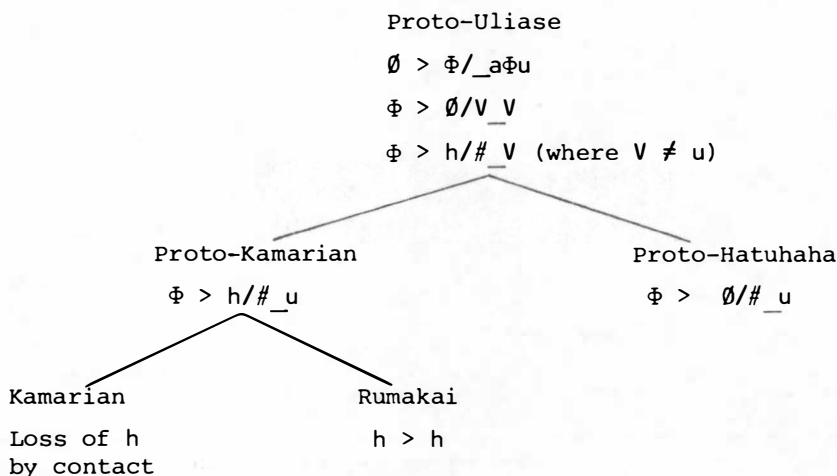 Proto-Uliase
Ø > Φ/_aΦu
Φ > Ø/V_V
Φ > h/#_V (where V ≠ u)
Proto-Kamarian Proto-Hatuhaha
Φ > h/#_u Φ > Ø/#_u
Kamarian Rumakai
Loss of h h > h
by contact